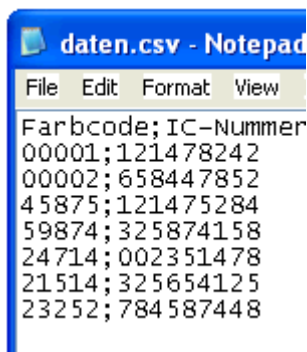 daten.csv - Notepad
File Edit Format View
Farbcode;IC-Nummer
00001;121478242
00002;658447852
45875;121475284
59874;325874158
24714;002351478
21514;325654125
23252;784587448